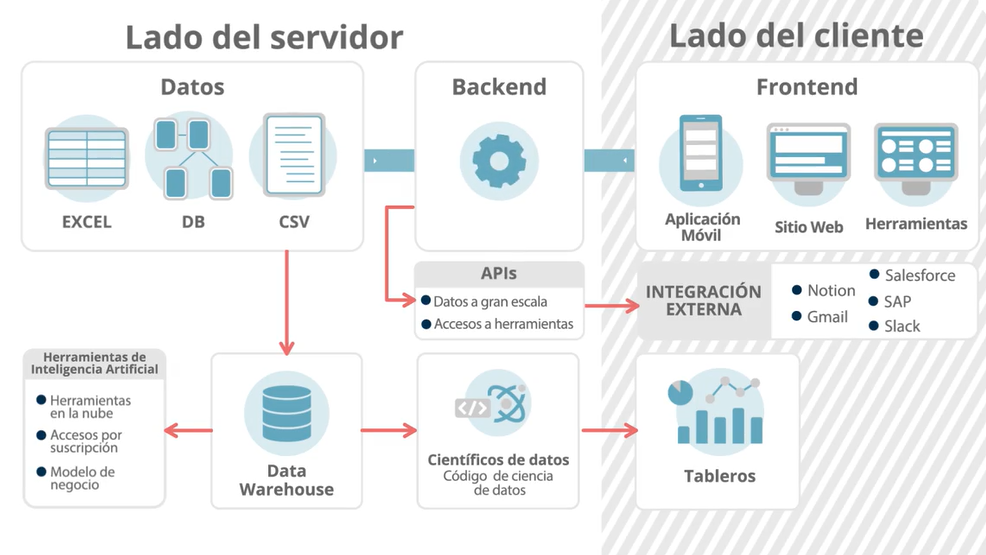 Lado del servidor
Lado del cliente
Datos
EXCEL
DB
CSV
Backend
Frontend
Aplicación
Móvil
Sitio Web
Herramientas
APIs
Datos a gran escala
Accesos a herramientas
INTEGRACIÓN
EXTERNA
Notion
Gmail
Salesforce
SAP
Slack
Herramientas de
Inteligencia Artificial
Herramientas
en la nube
Accesos por
suscripción
Modelo de
negocio
Data
Warehouse
</>
Científicos de datos
Código de ciencia
de datos
Tableros